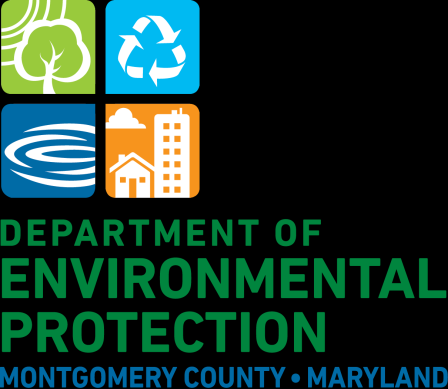 DEPARTMENT OF
ENVIRONMENTAL
PROTECTION
MONTGOMERY COUNTY • MARYLAND